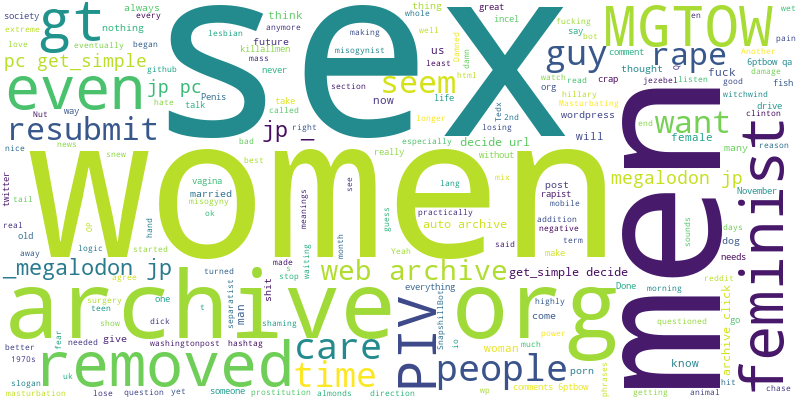 society
wet
extreme
love
gt
always
nothing
began
every
eventually
lesbian
pc get_simple
sex
thing
great
think
anymore
killallmen
future
misogynist
mass
whole
incel
making
well
us
least
MGTOW
guy
rape
fucking
say
bot
comment
pain
Another
6ptbow qa
men
even
jp pc
github
hate
talk
Penis
take
called
never
html
section
watch
org
seem
now
life
read
crap
hillary
Masturbating
thought
fuck
jezebel
listen
good
damage
fish
witchwind
drive
clinton
resubmit
Nut
way
jp _
right
Damned
damn
Tedx
2nd
losing
longer
wordpress
will
want
female
end
many
reason
nice
news
snew
bad
best
especially
decide url
really
without
women
twitter
tail
misogyny
ok
vagina
married
lang
mix
post
rapist
mobile
megalodon jp
November
feminist
real
old
OP
hand
meanings
see
practically
auto archive
addition
negative
term
sounds
days
dog
away
logic
started
month
guess
Yeah
said
make
needs
_megalodon jp
agree
turned
made
s
stop
waiting
web archive
get_simple decide
Done
reddit
morning
surgery
one
teen
separatist
t
shit
everything
SnapshillBot
highly
come
archive_click
questioned
go
archive org
show
dick
man
shaming
power
better
1970s
fear
needed
give
washingtonpost
hashtag
care
PIV
io
much
woman
phrases
know
hit
slogan
uk
removed
time
people
porn
masturbation
lose
question
yet
someone
prostitution
almonds
direction
wp
comments 6ptbow
getting
animal
chase